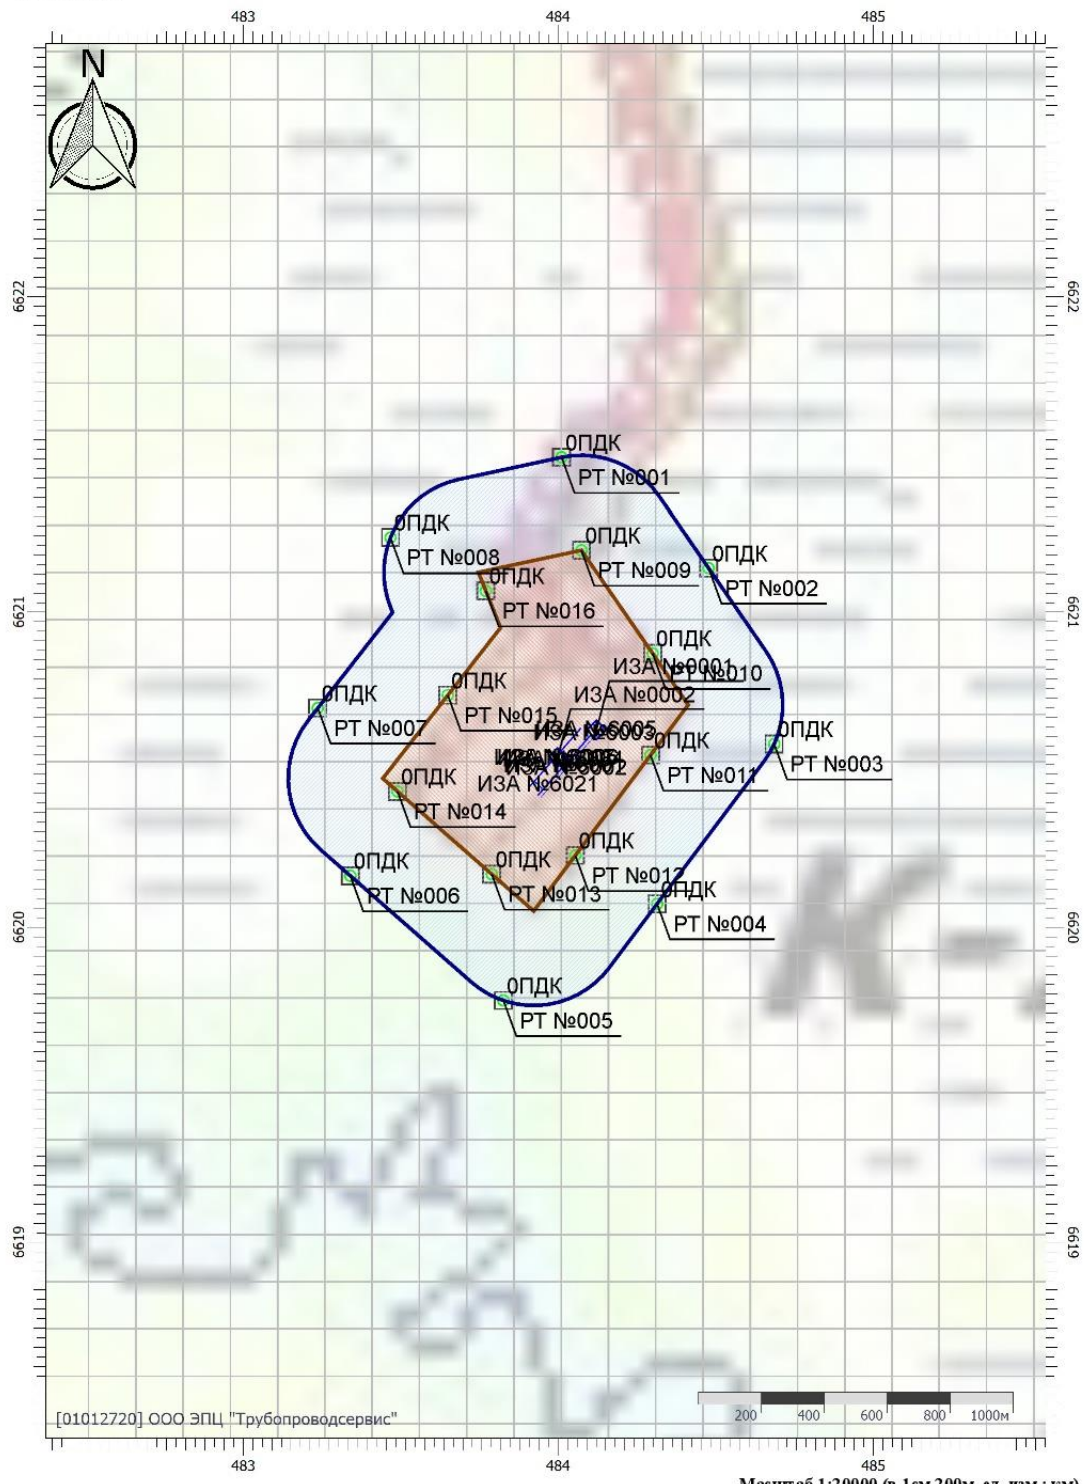 483 484 485
N
6622 6622
0ПДК
РТ №001
0ПДК
РТ №008
0ПДК
РТ №009
0ПДК
РТ №002
0ПДК
РТ №016
6621 6621
0ПДК
ИЗА №0001
РТ №010
0ПДК
ИЗА №0002
РТ №015
0ПДК
РТ №007
ИЗА №6005
ИЗА №6003
0ПДК
РТ №003
0ПДК
РТ №011
ИЗА №6002
ИЗА №6021
0ПДК
РТ №014
0ПДК
РТ №012
0ПДК
РТ №013
0ПДК
РТ №006
0ПДК
РТ №004
6620 6620
К-
0ПДК
РТ №005
6619 6619
200 400 600 800 1000м
[01012720] ООО ЭПЦ "Трубопроводсервис"
483 484 485